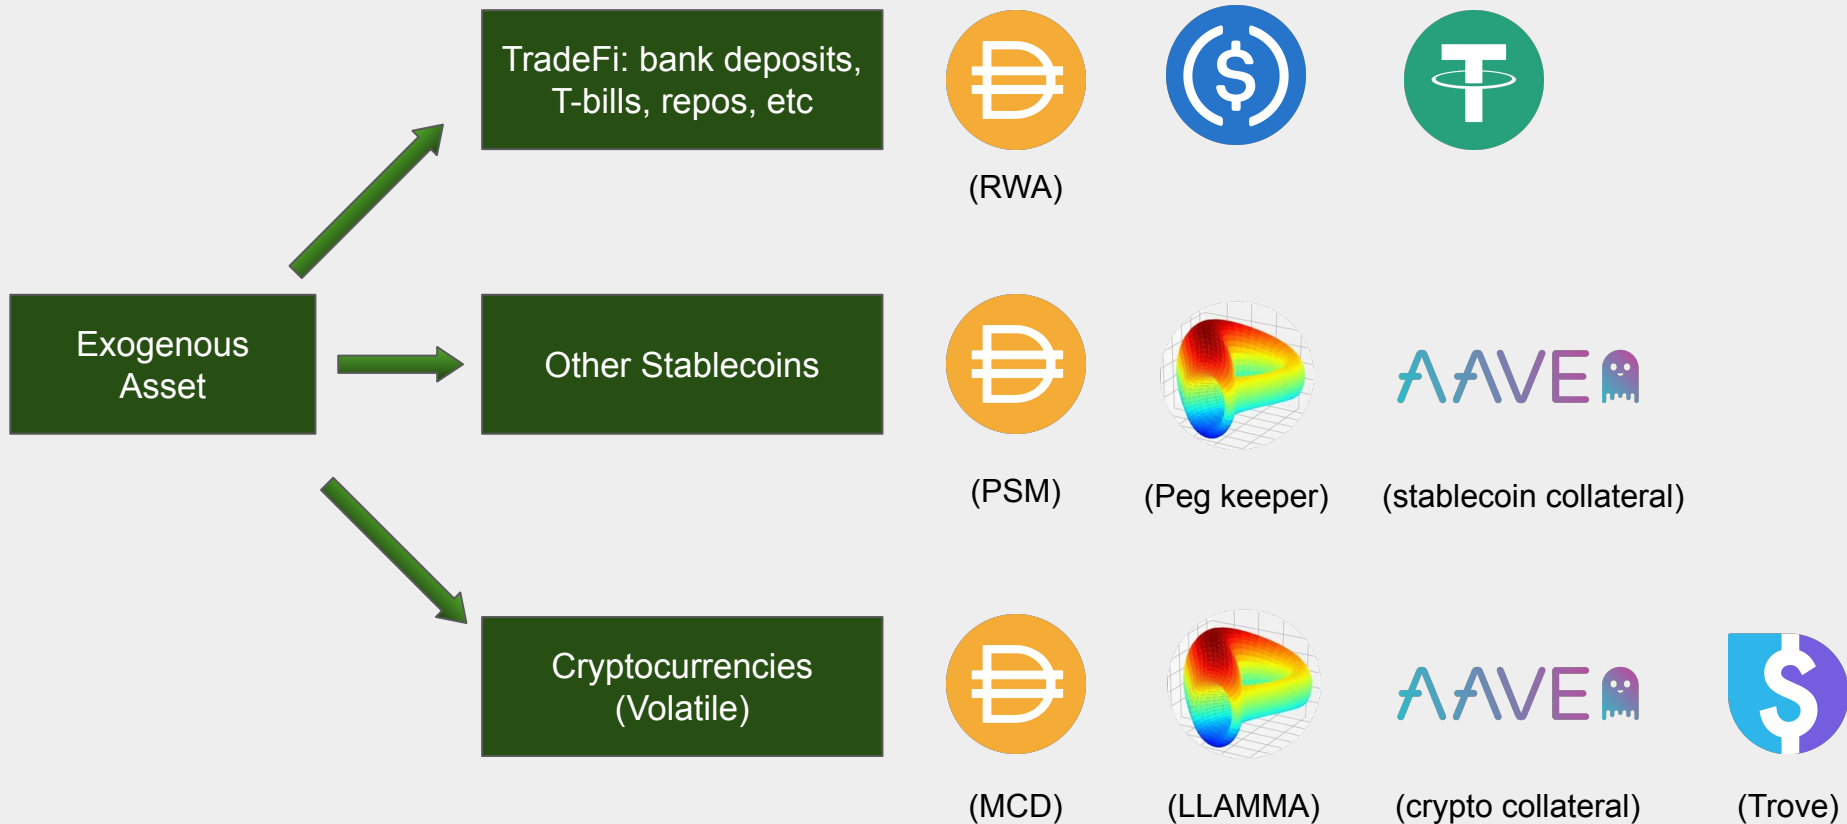 TradeFi: bank deposits,
T-bills, repos, etc
(RWA)
Exogenous
Asset
Other Stablecoins
AAVE
(PSM)
(Peg keeper)
(stablecoin collateral)
Cryptocurrencies
(Volatile)
AAVE
(MCD)
(LLAMMA)
(crypto collateral)
(Trove)